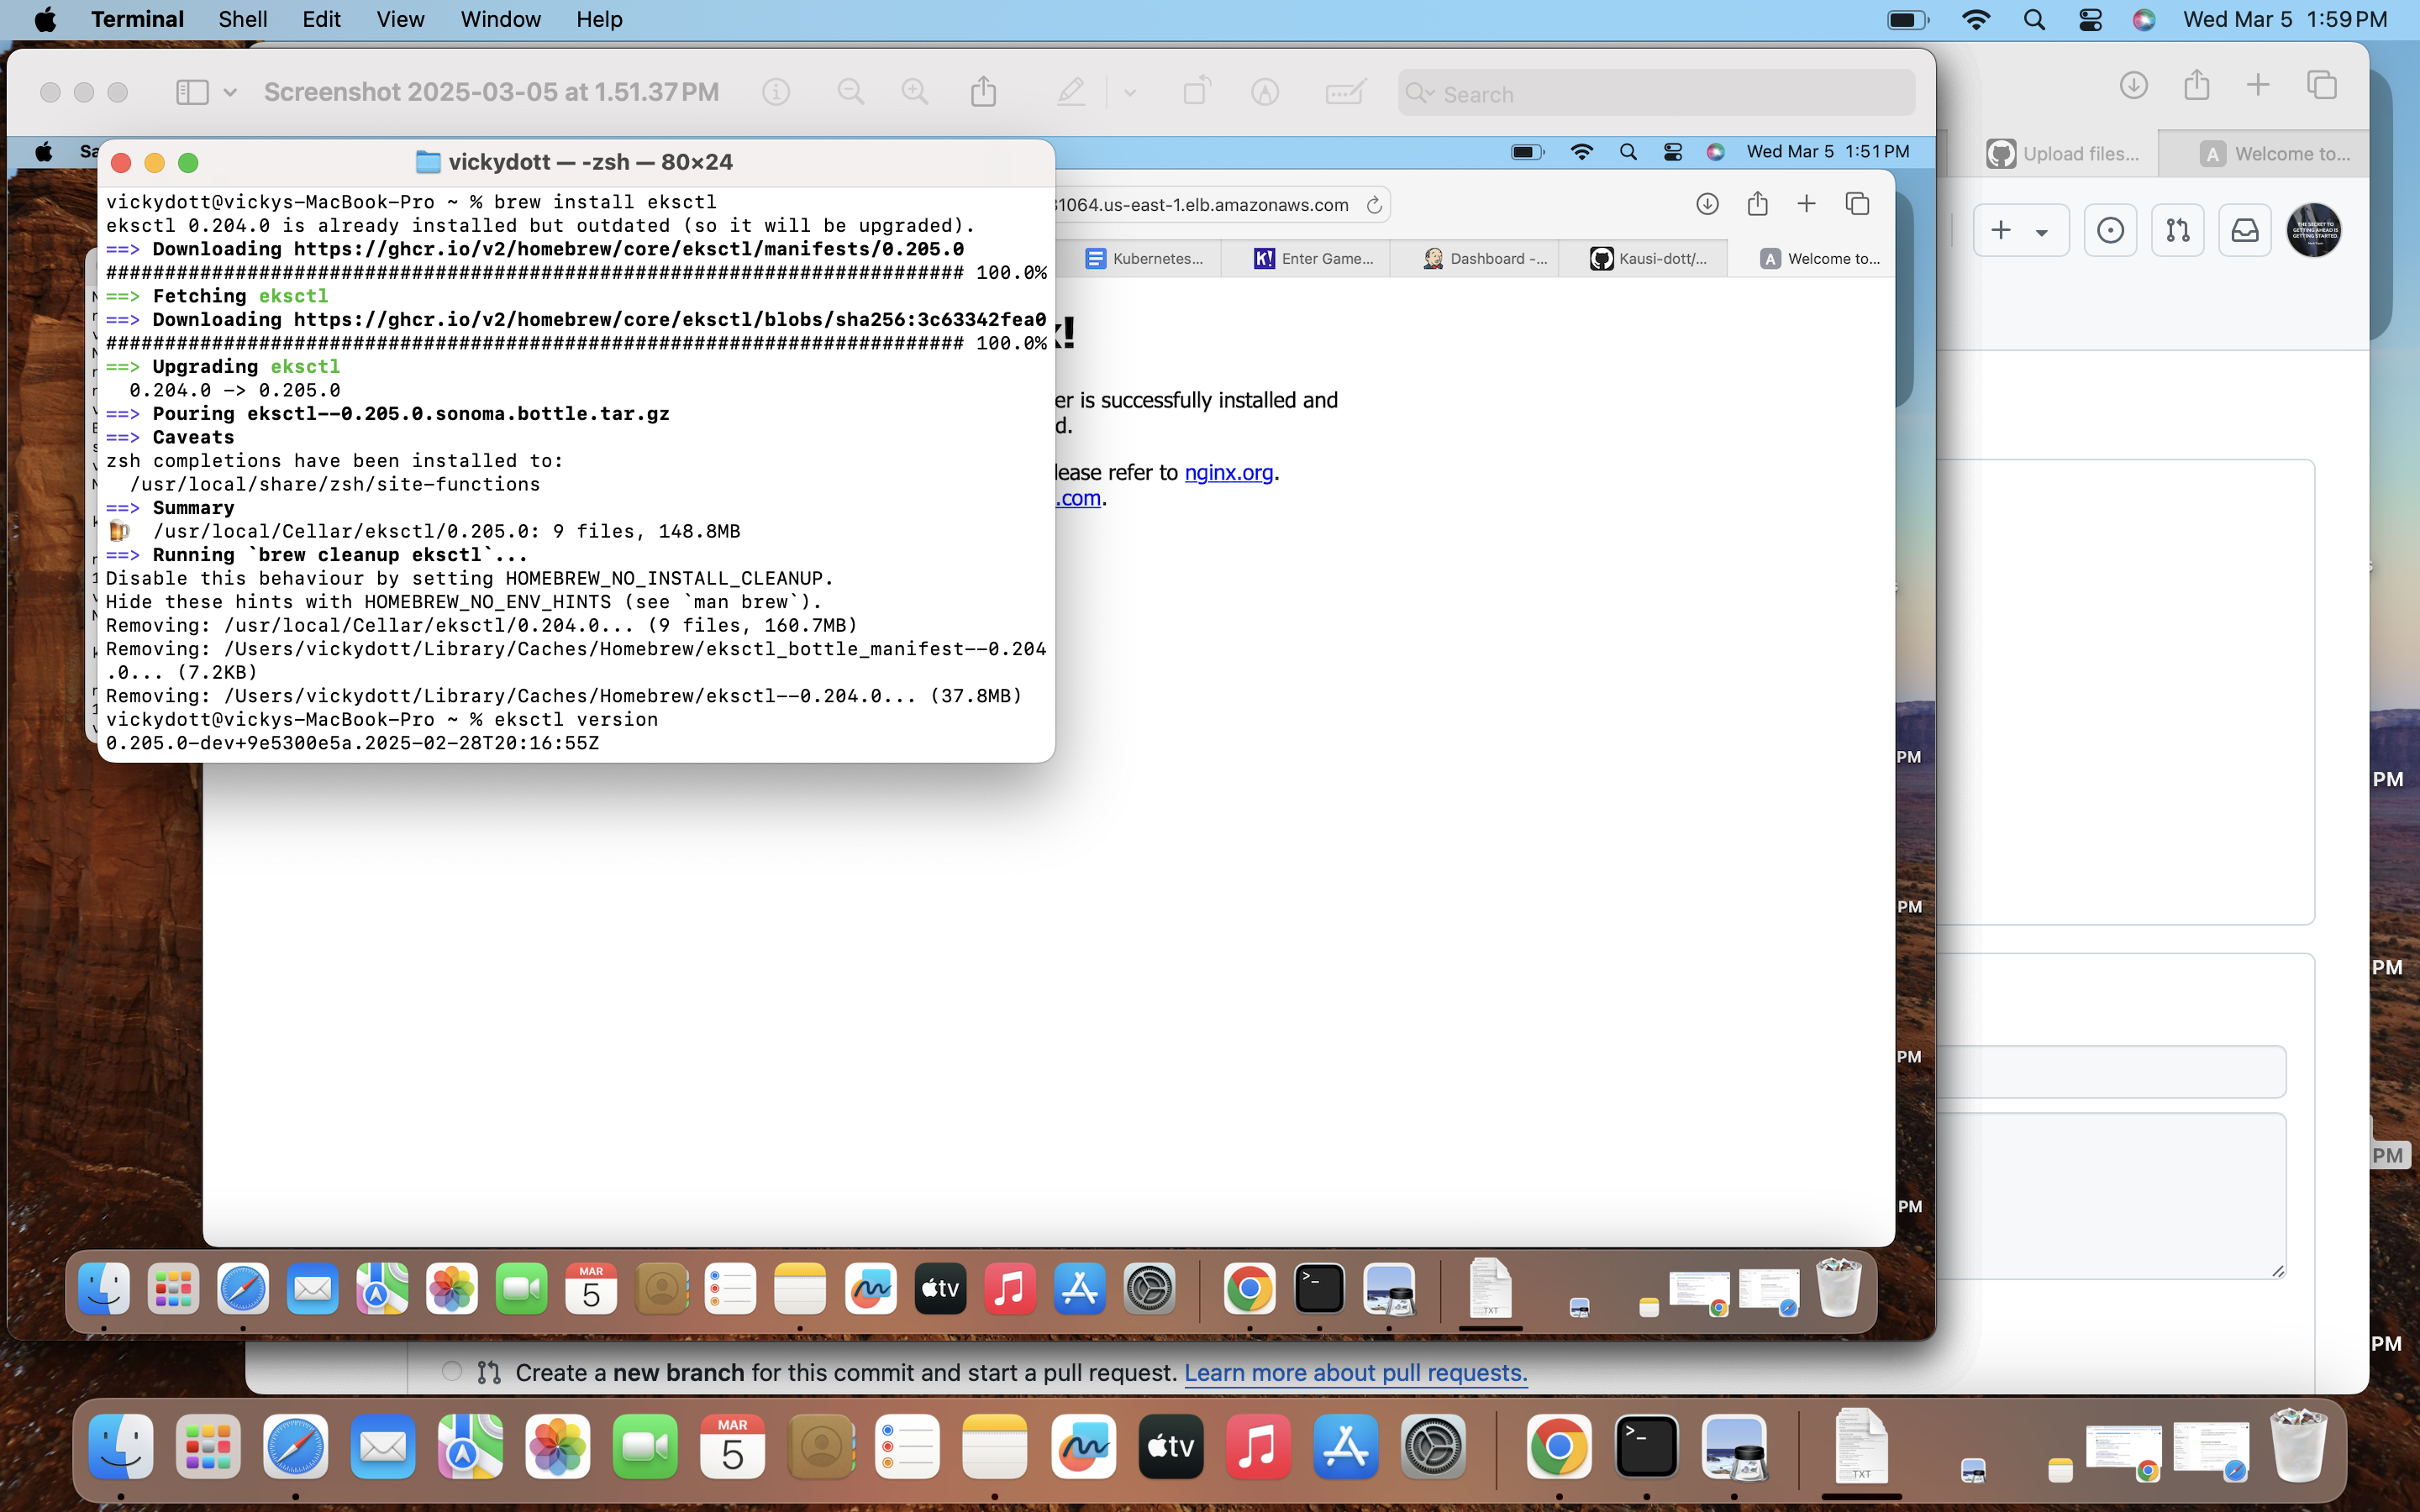 Terminal Shell Edit View Window Help
Wed Mar 5 1:59 PM
Screenshot 2025-03-05 at 1.51.37 PM
Search
Upload files...
Welcome to...
Wed Mar 5 1:51 PM
vickydott — -zsh — 80×24
vickydott@vickys-MacBook-Pro ~ % brew install eksctl
eksctl 0.204.0 is already installed but outdated (so it will be upgraded).
==> Downloading https://ghcr.io/v2/homebrew/core/eksctl/manifests/0.205.0
######################################################################### 100.0%
==> Fetching eksctl
==> Downloading https://ghcr.io/v2/homebrew/core/eksctl/blobs/sha256:3c63342fea0
######################################################################### 100.0%
==> Upgrading eksctl
0.204.0 -> 0.205.0
==> Pouring eksctl--0.205.0.sonoma.bottle.tar.gz
==> Caveats
zsh completions have been installed to:
/usr/local/share/zsh/site-functions
==> Summary
🍺 /usr/local/Cellar/eksctl/0.205.0: 9 files, 148.8MB
==> Running `brew cleanup eksctl`...
Disable this behaviour by setting HOMEBREW_NO_INSTALL_CLEANUP.
Hide these hints with HOMEBREW_NO_ENV_HINTS (see `man brew`).
Removing: /usr/local/Cellar/eksctl/0.204.0... (9 files, 160.7MB)
Removing: /Users/vickydott/Library/Caches/Homebrew/eksctl_bottle_manifest--0.204
.0... (7.2KB)
Removing: /Users/vickydott/Library/Caches/Homebrew/eksctl--0.204.0... (37.8MB)
vickydott@vickys-MacBook-Pro ~ % eksctl version
0.205.0-dev+9e5300e5a.2025-02-28T20:16:55Z
31064.us-east-1.elb.amazonaws.com
Kubernetes...
K! Enter Game...
Dashboard -...
Kausi-dott/...
A Welcome to...
x!
er is successfully installed and
d.
lease refer to nginx.org.
.com.
PM
PM
PM
PM
PM
PM
PM
PM
MAR
5
tv
TXT
Create a new branch for this commit and start a pull request. Learn more about pull requests.
MAR
5
tv
TXT